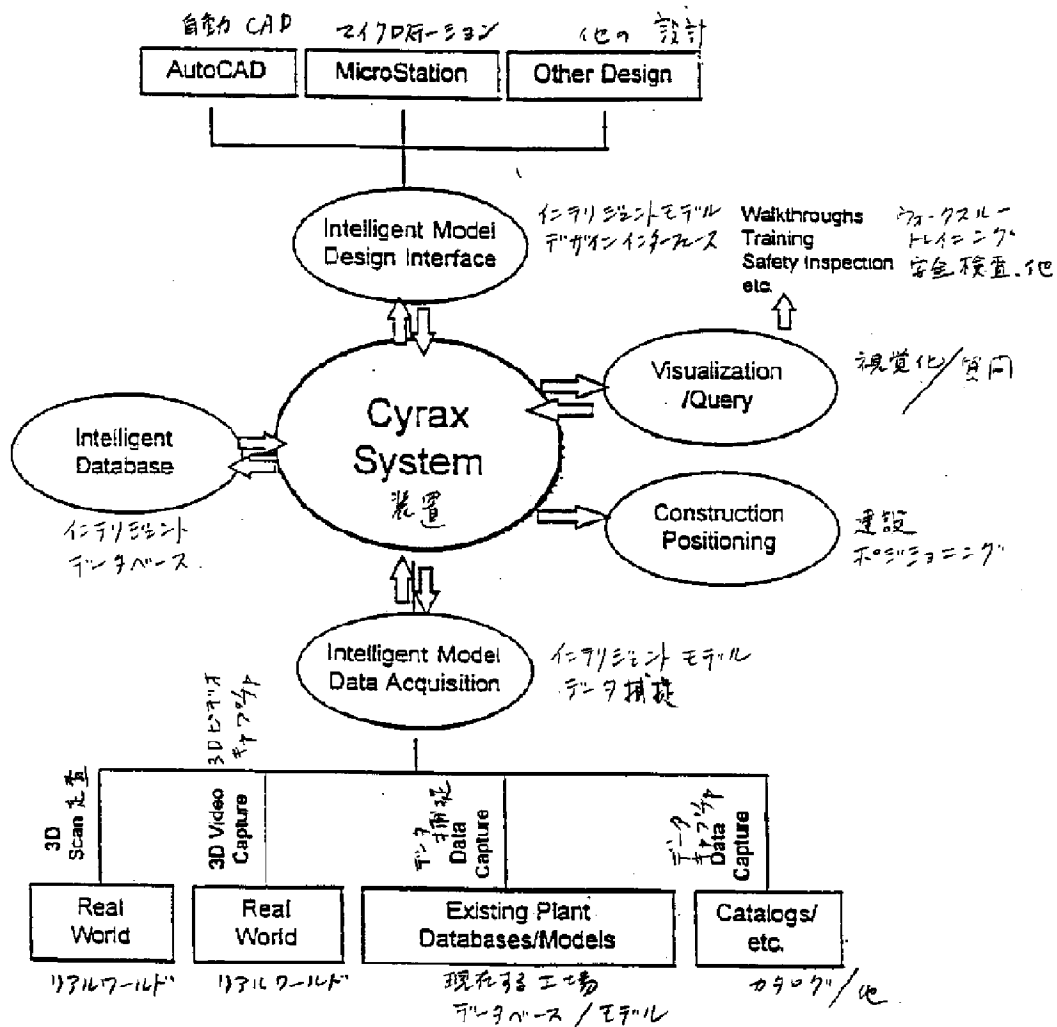 自動 CAD
マイクロステーション
他の 設計
AutoCAD
MicroStation
Other Design
Intelligent Model
Design Interface
インテリジェントモデル
デザインインターフェース
Walkthroughs
Training
Safety Inspection
etc.
ウォークスルー
トレイニング
安全検査、他
Visualization
/Query
視覚化/質問
Cyrax
System
装置
Intelligent
Database
インテリジェント
データベース
Construction
Positioning
建設
ポジショニング
Intelligent Model
Data Acquisition
インテリジェント モデル
データ捕捉
3D
Scan 走査
3Dビデオ
キャプチャ
3D Video
Capture
データ捕捉
Data
Capture
データ
キャプチャ
Data
Capture
Real
World
リアルワールド
Real
World
リアルワールド
Existing Plant
Databases/Models
現在する工場
データベース/モデル
Catalogs/
etc.
カタログ/他